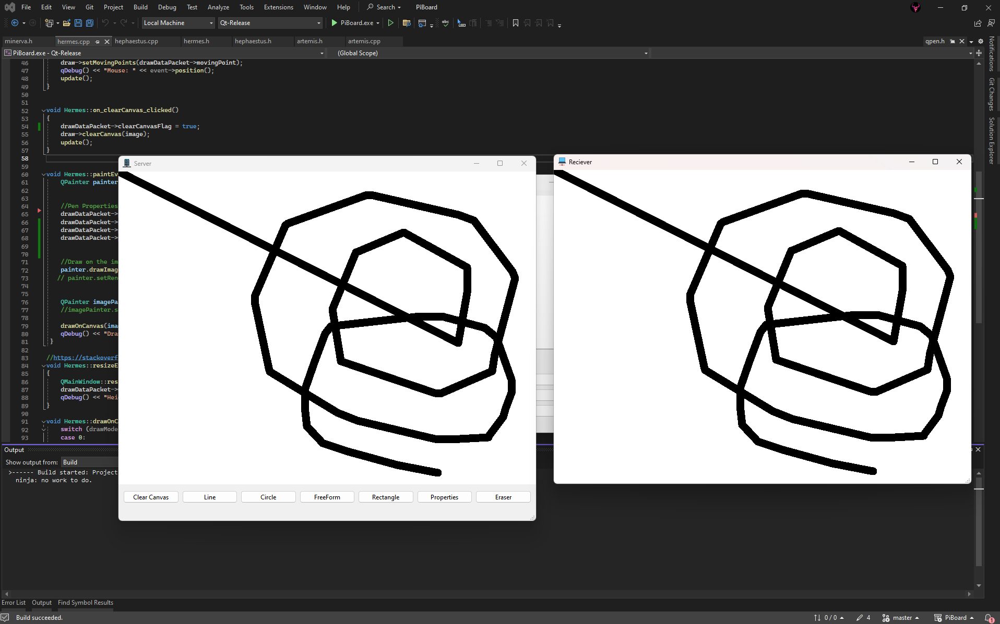 File Edit View Git Project Build Debug Test Analyze Tools Extensions Window Help Search PiBoard
Local Machine Qt-Release PiBoard.exe
minerva.h hermes.cpp hephaestus.cpp hermes.h hephaestus.h artemis.h artemis.cpp qpen.h
PiBoard.exe - Qt-Release (Global Scope)
46 draw->setMovingPoints(drawDataPacket->movingPoint);
47 qDebug() << "Mouse: " << event->position();
48 update();
49 }
50
51
52 void Hermes::on_clearCanvas_clicked()
53 {
54 drawDataPacket->clearCanvasFlag = true;
55 draw->clearCanvas(image);
56 update();
57 }
58
59
60 void Hermes::paintEv
61 QPainter painter
62
63
64 //Pen Properties
65 drawDataPacket->
66 drawDataPacket->
67 drawDataPacket->
68 drawDataPacket->
69
70
71 //Draw on the im
72 painter.drawImag
73 // painter.setRen
74
75
76 QPainter imagePa
77 //imagePainter.s
78
79 drawOnCanvas(ima
80 qDebug() << "Dra
81 }
82
83 //https://stackoverf
84 void Hermes::resizeE
85 {
86 QMainWindow::res
87 drawDataPacket->
88 qDebug() << "Hei
89 }
90
91 void Hermes::drawOnC
92 switch (drawMode
93 case 0:
Server
Clear Canvas Line Circle FreeForm Rectangle Properties Eraser
Reciever
Notifications
Git Changes
Solution Explorer
Output
Show output from: Build
>------ Build started: Project
ninja: no work to do.
Error List Output Find Symbol Results
Build succeeded. 0 / 0 4 master PiBoard 1